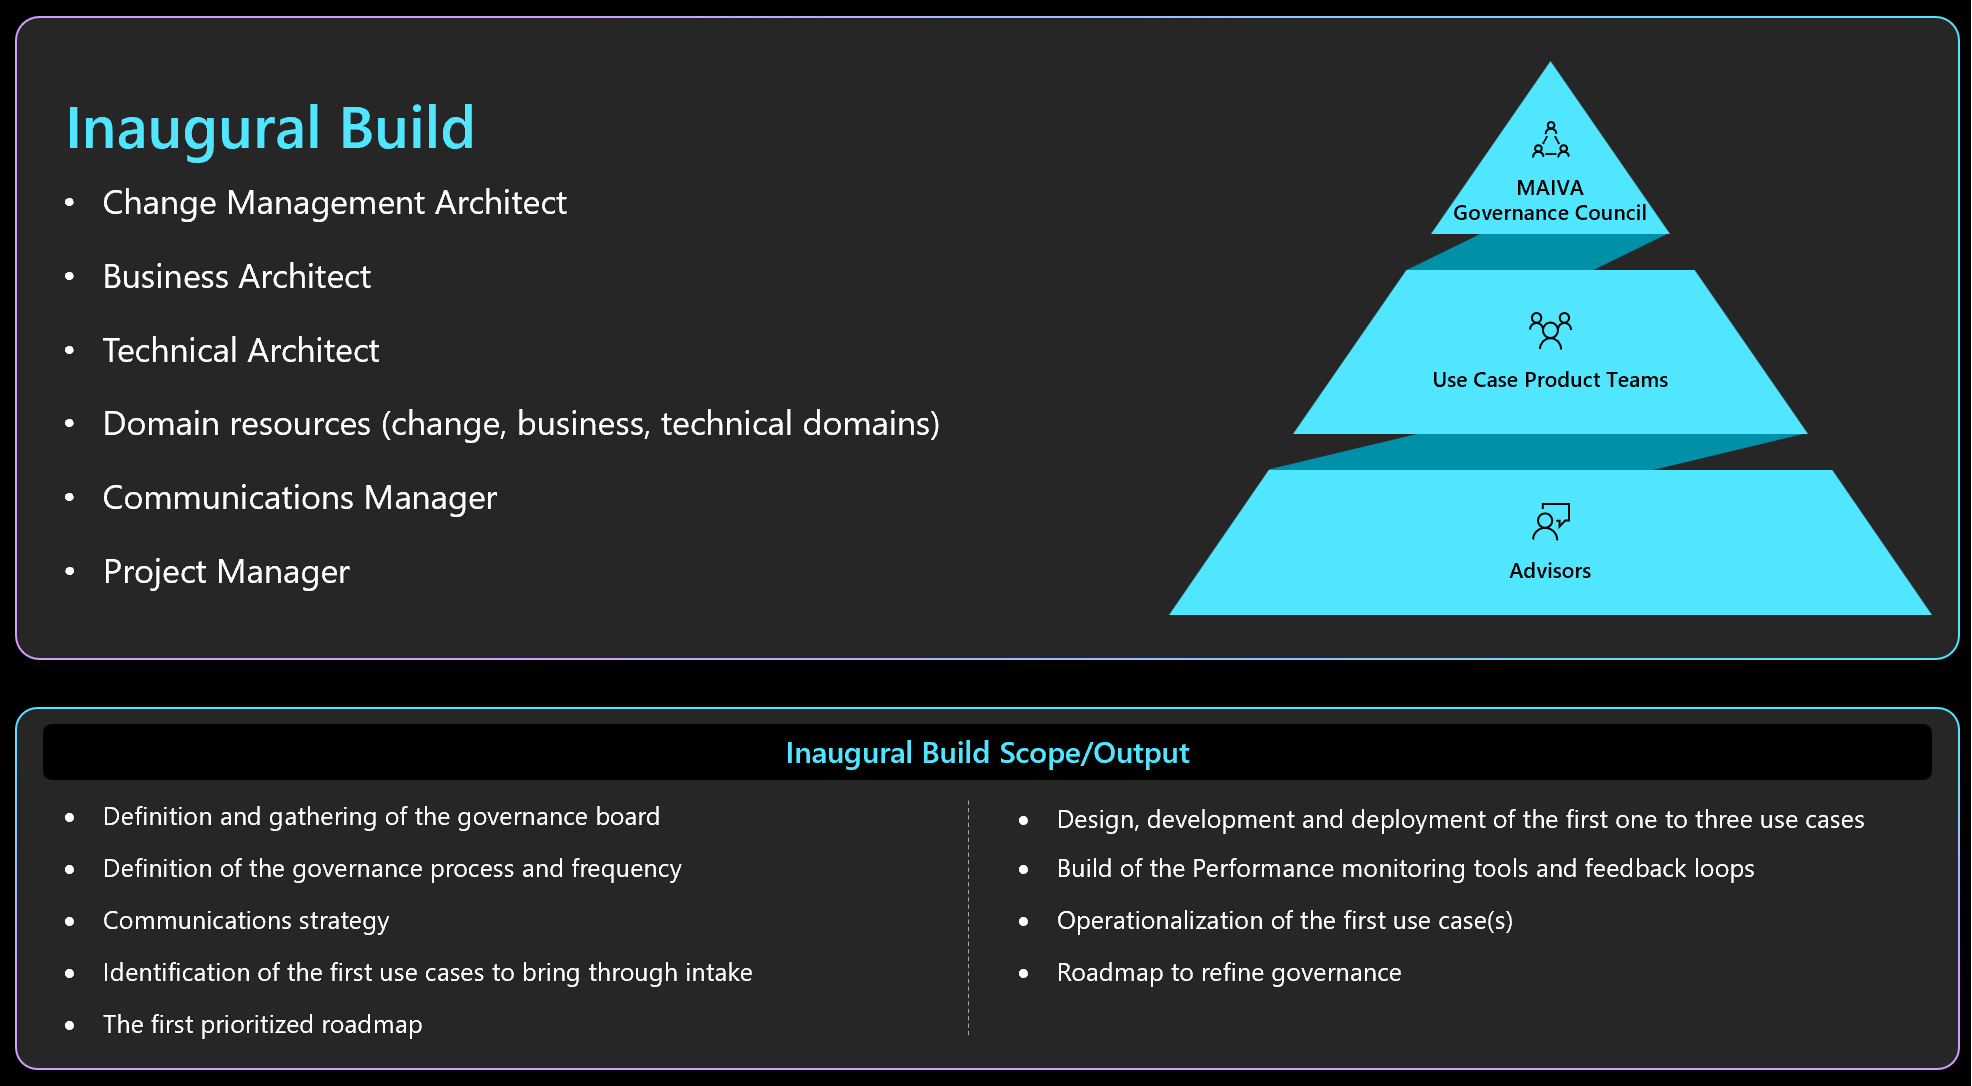 Inaugural Build
• Change Management Architect
• Business Architect
• Technical Architect
• Domain resources (change, business, technical domains)
• Communications Manager
• Project Manager
MAIVA
Governance Council
Use Case Product Teams
Advisors
Inaugural Build Scope/Output
• Definition and gathering of the governance board
• Definition of the governance process and frequency
• Communications strategy
• Identification of the first use cases to bring through intake
• The first prioritized roadmap
• Design, development and deployment of the first one to three use cases
• Build of the Performance monitoring tools and feedback loops
• Operationalization of the first use case(s)
• Roadmap to refine governance